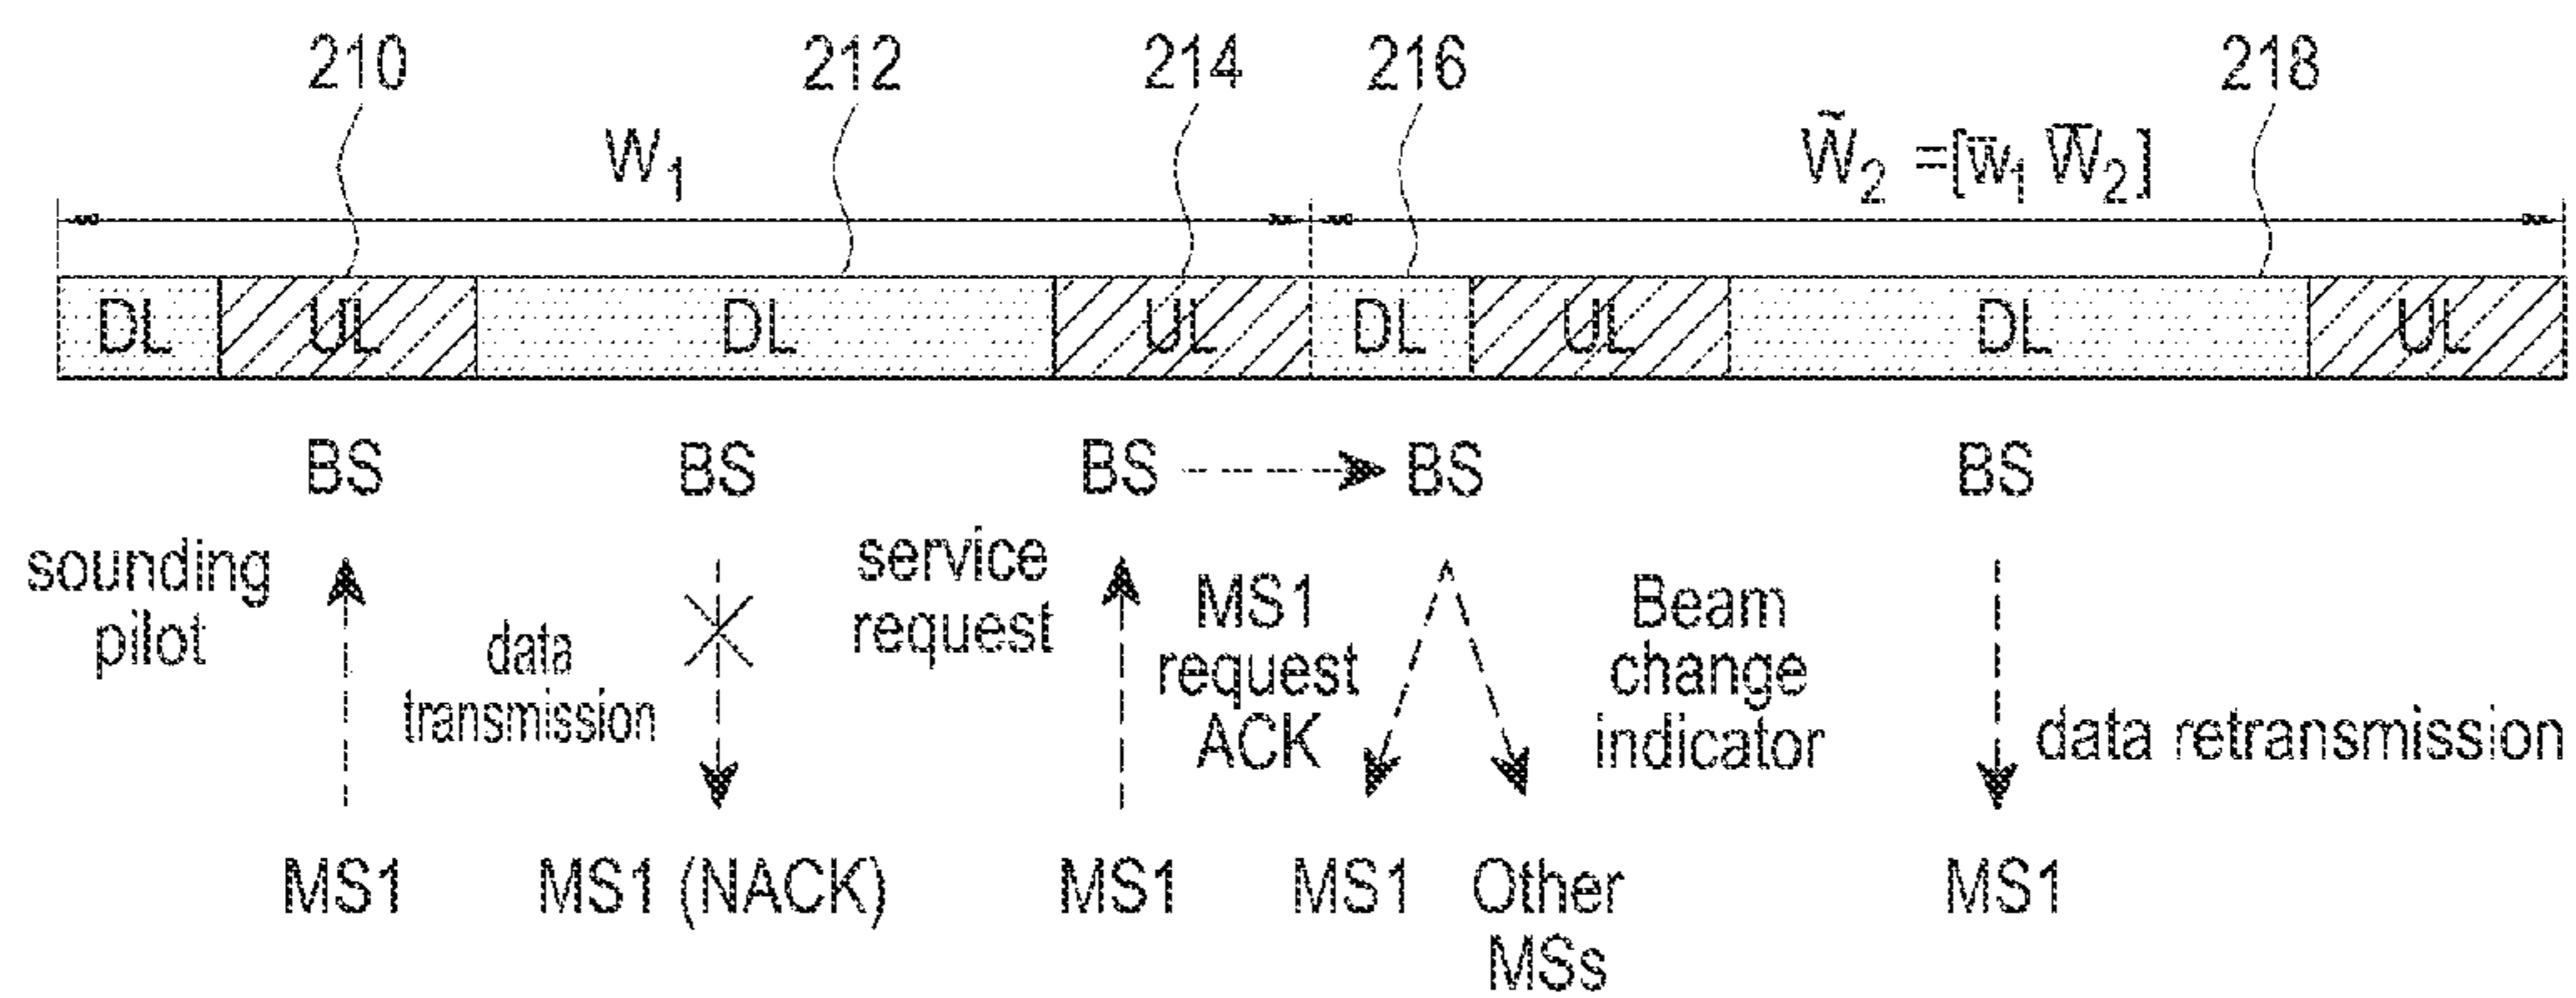 210 212 214 216 218
W₁ W̃₂ =[w̅₁ W̅₂]
DL UL DL UL DL UL DL UL
BS BS BS BS BS
sounding
pilot
data
transmission
service
request
MS1
request
ACK
Beam
change
indicator
data retransmission
MS1 MS1 (NACK) MS1 MS1 Other
MSs
MS1